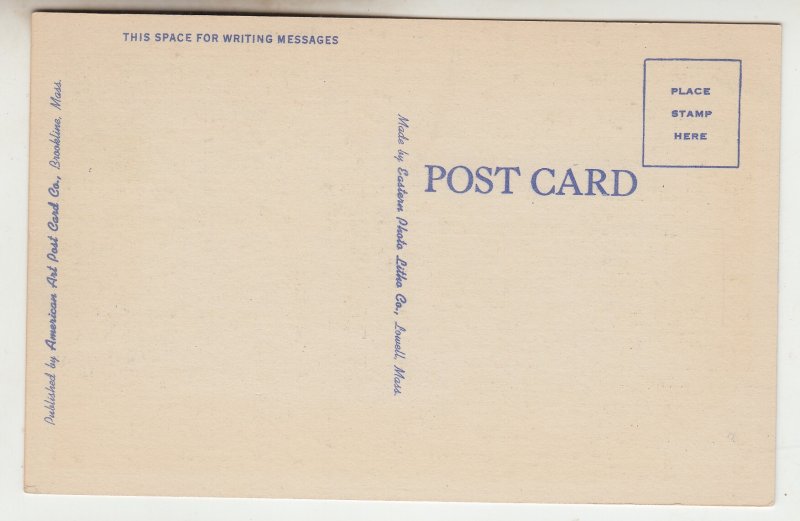 THIS SPACE FOR WRITING MESSAGES
Published by American Art Post Card Co., Brookline, Mass.
Made by Eastern Photo Litho Co., Lowell, Mass.
POST CARD
PLACE
STAMP
HERE